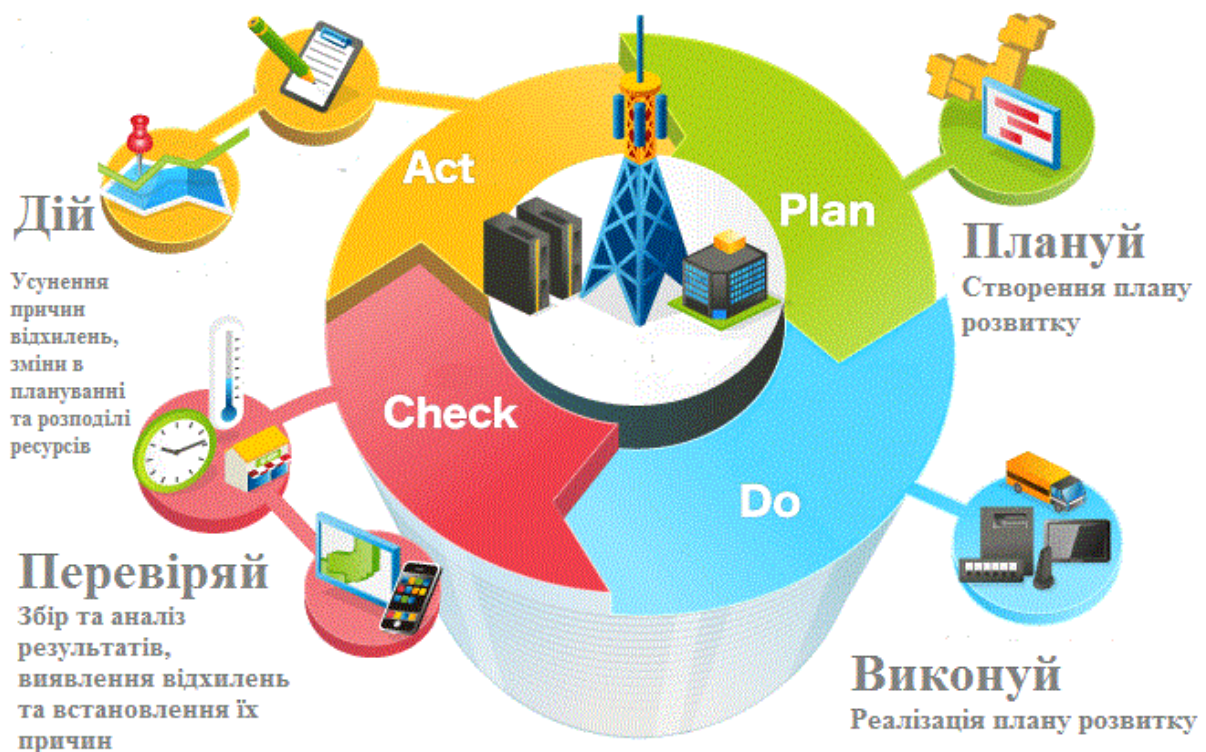 Act
Plan
Check
Do
Дій
Усунення
причин
відхилень,
зміни в
плануванні
та розподілі
ресурсів
Плануй
Створення плану
розвитку
Перевіряй
Збір та аналіз
результатів,
виявлення відхилень
та встановлення їх
причин
Виконуй
Реалізація плану розвитку